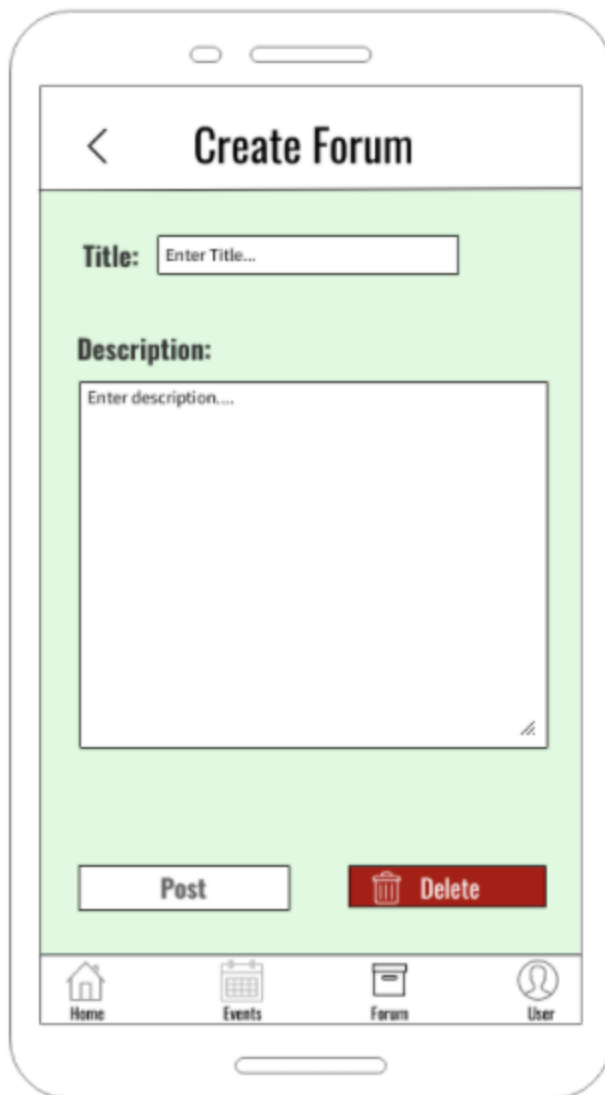 Create Forum
Title: Enter Title...
Description:
Enter description....
Post Delete
Home Events Forum User